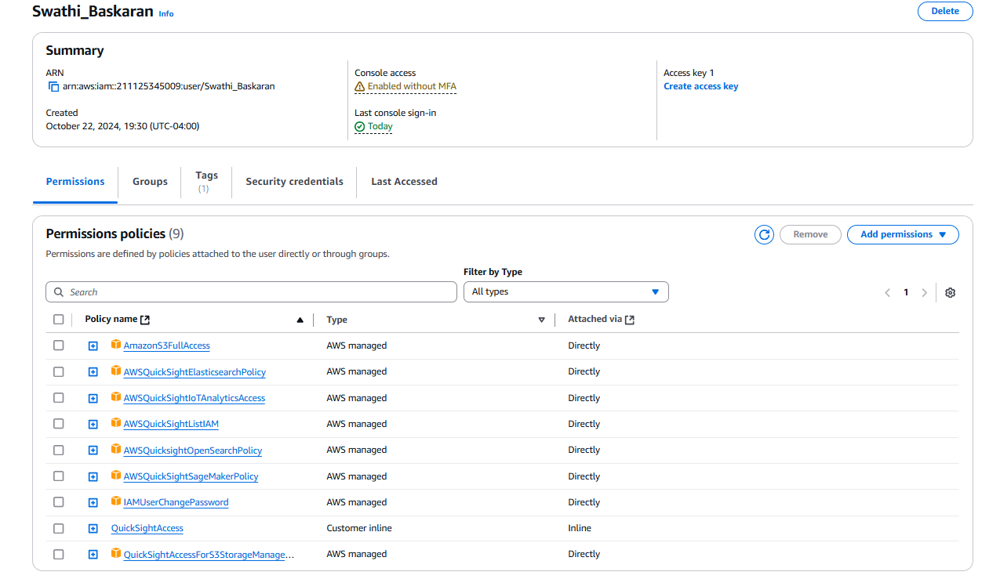 Swathi_Baskaran Info
Delete
Summary
ARN
arn:aws:iam::211125345009:user/Swathi_Baskaran
Created
October 22, 2024, 19:30 (UTC-04:00)
Console access
Enabled without MFA
Last console sign-in
Today
Access key 1
Create access key
Permissions
Groups
Tags
(1)
Security credentials
Last Accessed
Permissions policies (9)
Remove
Add permissions
Permissions are defined by policies attached to the user directly or through groups.
Filter by Type
Search
All types
1
Policy name Type Attached via
AmazonS3FullAccess AWS managed Directly
AWSQuickSightElasticsearchPolicy AWS managed Directly
AWSQuickSightIoTAnalyticsAccess AWS managed Directly
AWSQuickSightListIAM AWS managed Directly
AWSQuicksightOpenSearchPolicy AWS managed Directly
AWSQuickSightSageMakerPolicy AWS managed Directly
IAMUserChangePassword AWS managed Directly
QuickSightAccess Customer inline Inline
QuickSightAccessForS3StorageManage... AWS managed Directly